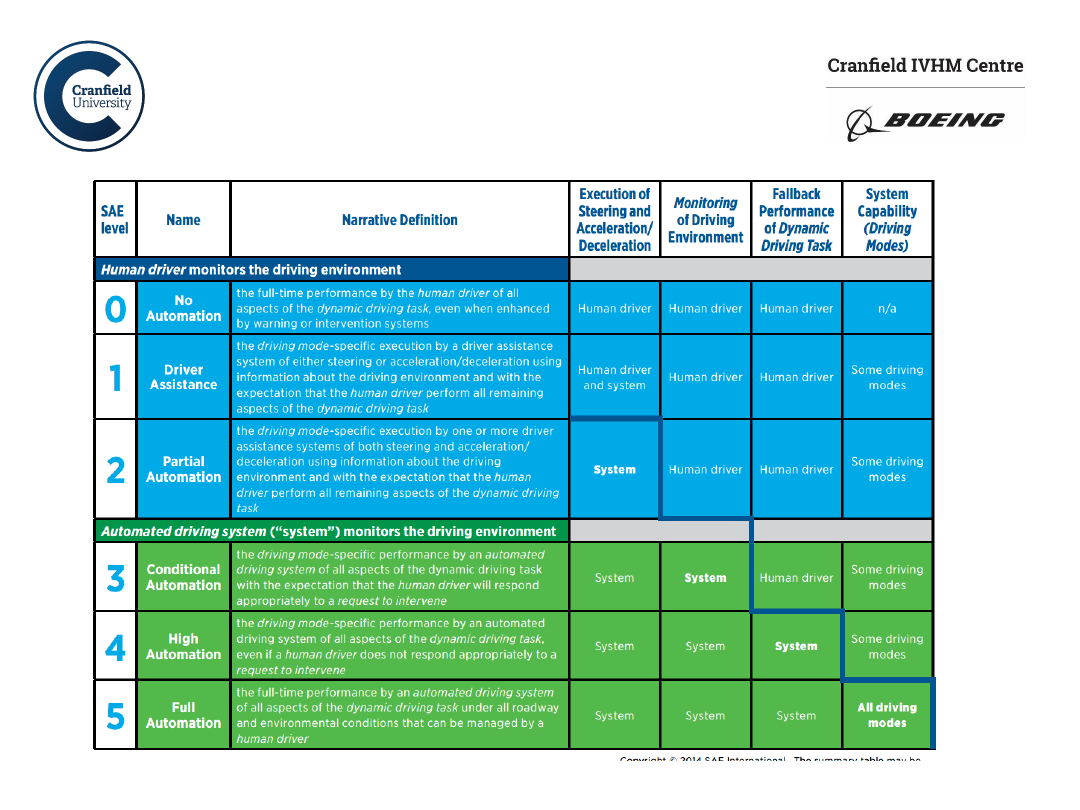 Cranfield
University
Cranfield IVHM Centre
BOEING
SAE
level
Name
Narrative Definition
Execution of
Steering and
Acceleration/
Deceleration
Monitoring
of Driving
Environment
Fallback
Performance
of Dynamic
Driving Task
System
Capability
(Driving
Modes)
Human driver monitors the driving environment
0
No
Automation
the full-time performance by the human driver of all
aspects of the dynamic driving task, even when enhanced
by warning or intervention systems
Human driver
Human driver
Human driver
n/a
1
Driver
Assistance
the driving mode-specific execution by a driver assistance
system of either steering or acceleration/deceleration using
information about the driving environment and with the
expectation that the human driver perform all remaining
aspects of the dynamic driving task
Human driver
and system
Human driver
Human driver
Some driving
modes
2
Partial
Automation
the driving mode-specific execution by one or more driver
assistance systems of both steering and acceleration/
deceleration using information about the driving
environment and with the expectation that the human
driver perform all remaining aspects of the dynamic driving
task
System
Human driver
Human driver
Some driving
modes
Automated driving system ("system") monitors the driving environment
3
Conditional
Automation
the driving mode-specific performance by an automated
driving system of all aspects of the dynamic driving task
with the expectation that the human driver will respond
appropriately to a request to intervene
System
System
Human driver
Some driving
modes
4
High
Automation
the driving mode-specific performance by an automated
driving system of all aspects of the dynamic driving task,
even if a human driver does not respond appropriately to a
request to intervene
System
System
System
Some driving
modes
5
Full
Automation
the full-time performance by an automated driving system
of all aspects of the dynamic driving task under all roadway
and environmental conditions that can be managed by a
human driver
System
System
System
All driving
modes
Copyright © 2014 SAE International. The summary table may be